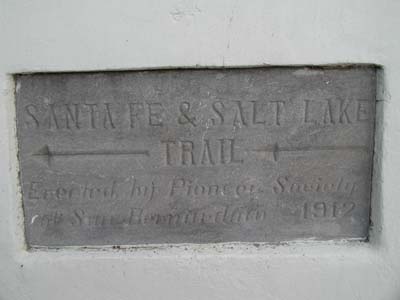 SANTA FE & SALT LAKE
TRAIL
Erected by Pioneer Society
of San Bernardino 1912